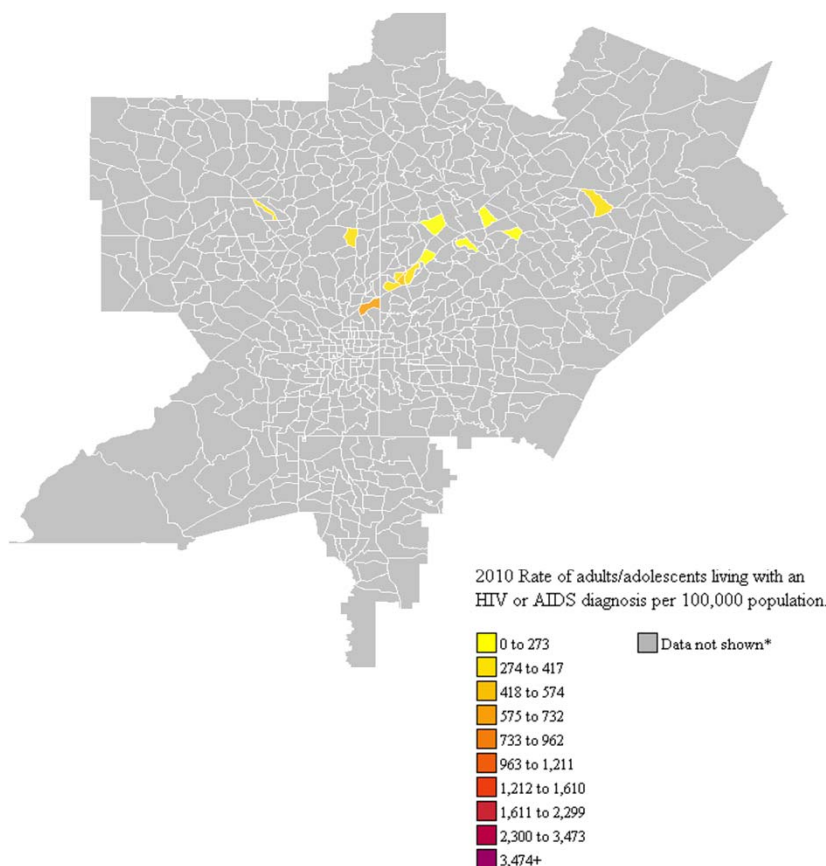 2010 Rate of adults/adolescents living with an
HIV or AIDS diagnosis per 100,000 population.
0 to 273
Data not shown*
274 to 417
418 to 574
575 to 732
733 to 962
963 to 1,211
1,212 to 1,610
1,611 to 2,299
2,300 to 3,473
3,474+